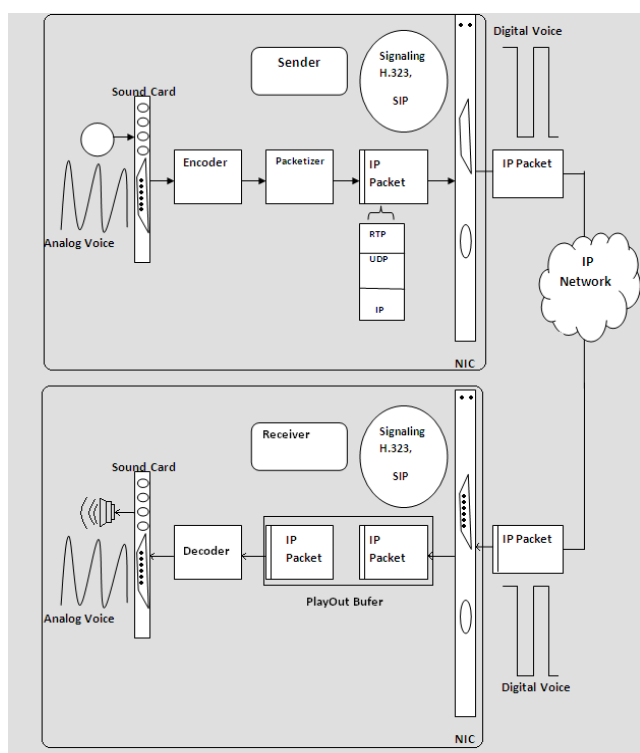 Digital Voice
Sender
Signaling
H.323,
SIP
Sound Card
Encoder
Packetizer
IP
Packet
IP Packet
Analog Voice
RTP
UDP
IP
IP
Network
NIC
Receiver
Signaling
H.323,
SIP
Sound Card
Decoder
IP
Packet
IP
Packet
IP Packet
PlayOut Bufer
Analog Voice
Digital Voice
NIC